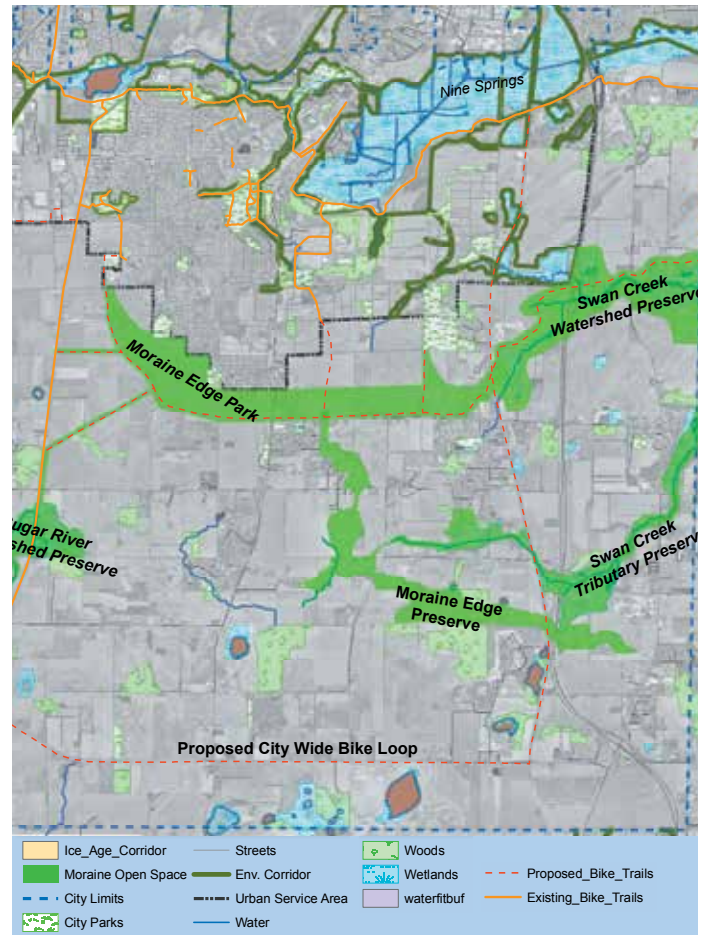 Nine Springs
Swan Creek
Watershed Preserve
Moraine Edge Park
ugar River
shed Preserve
Swan Creek
Tributary Preserv
Moraine Edge
Preserve
Proposed City Wide Bike Loop
Ice_Age_Corridor
Streets
Woods
Moraine Open Space
Env. Corridor
Wetlands
Proposed_Bike_Trails
City Limits
Urban Service Area
waterfitbuf
Existing_Bike_Trails
City Parks
Water